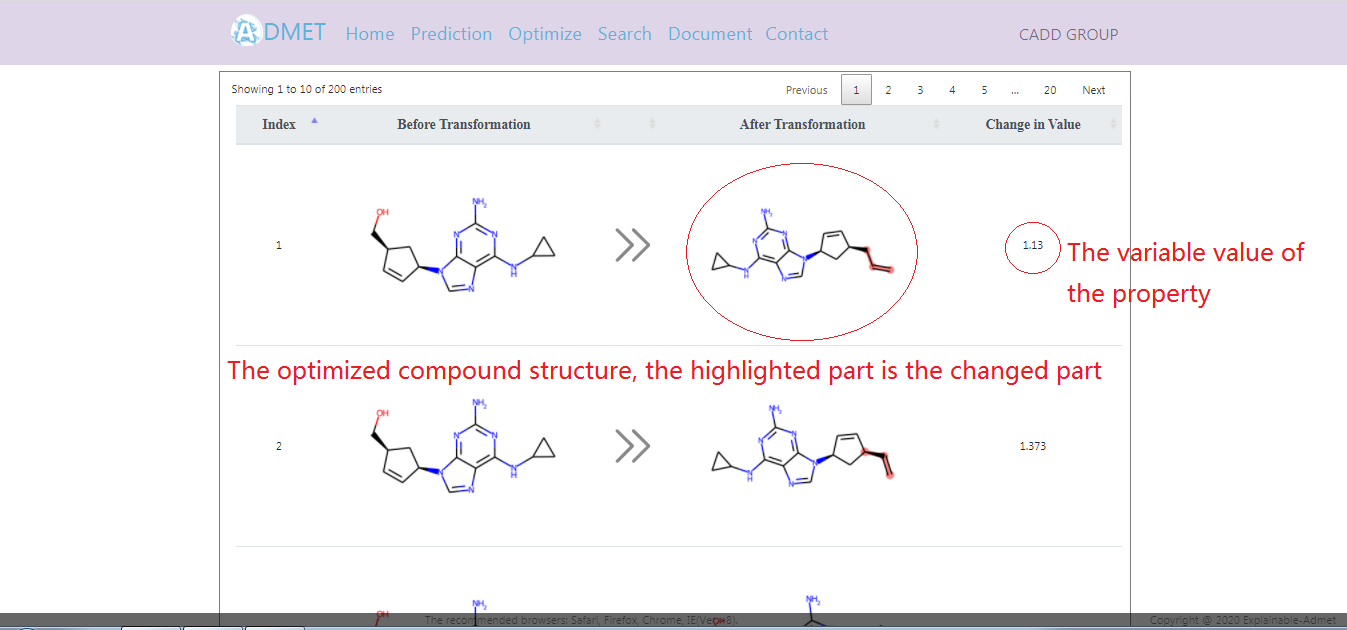 ADMET Home Prediction Optimize Search Document Contact CADD GROUP
Showing 1 to 10 of 200 entries Previous 1 2 3 4 5 ... 20 Next
Index Before Transformation After Transformation Change in Value
NH2
OH
N
N
N
N
N
H
1
NH2
N
N
N
N
N
H
1.13
The variable value of
the property
The optimized compound structure, the highlighted part is the changed part
NH2
OH
N
N
N
N
N
H
2
NH2
N
N
N
N
N
H
1.373
NH2
OH
NH2
The recommended browsers: Safari, Firefox, Chrome, IE(Ver>8). Copyright @ 2020 Explainable-Admet